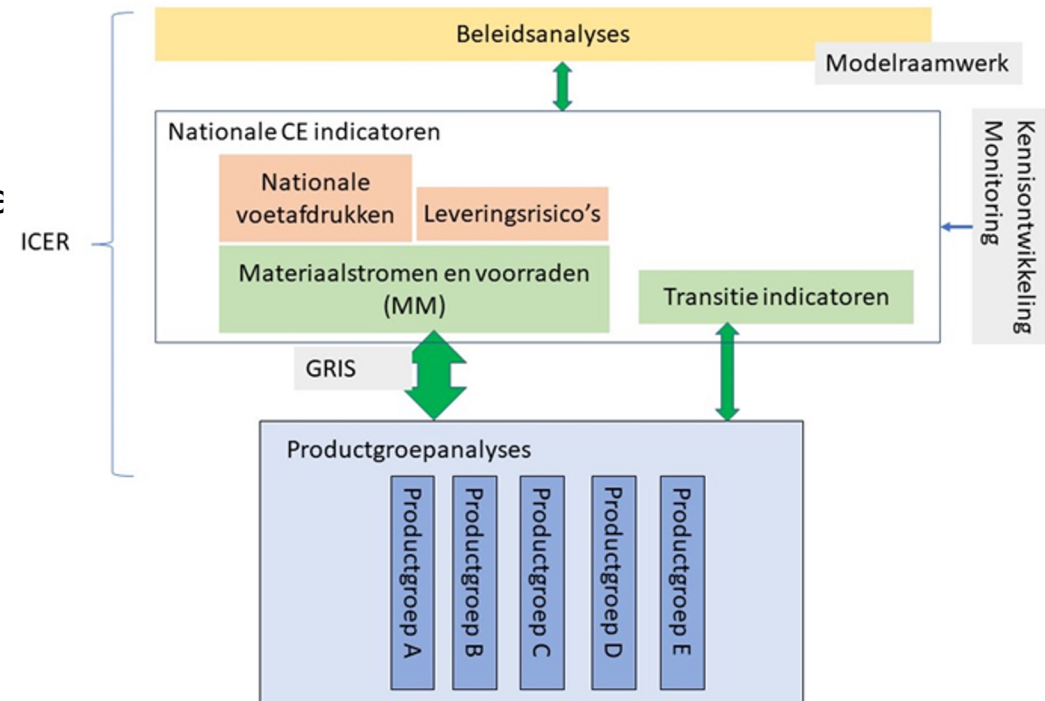 Beleidsanalyses
Modelraamwerk
Nationale CE indicatoren
Nationale
voetafdrukken
Leveringsrisico's
Materiaalstromen en voorraden
(MM)
Transitie indicatoren
Kennisontwikkeling
Monitoring
ICER
GRIS
Productgroepanalyses
Productgroep A
Productgroep B
Productgroep C
Productgroep D
Productgroep E